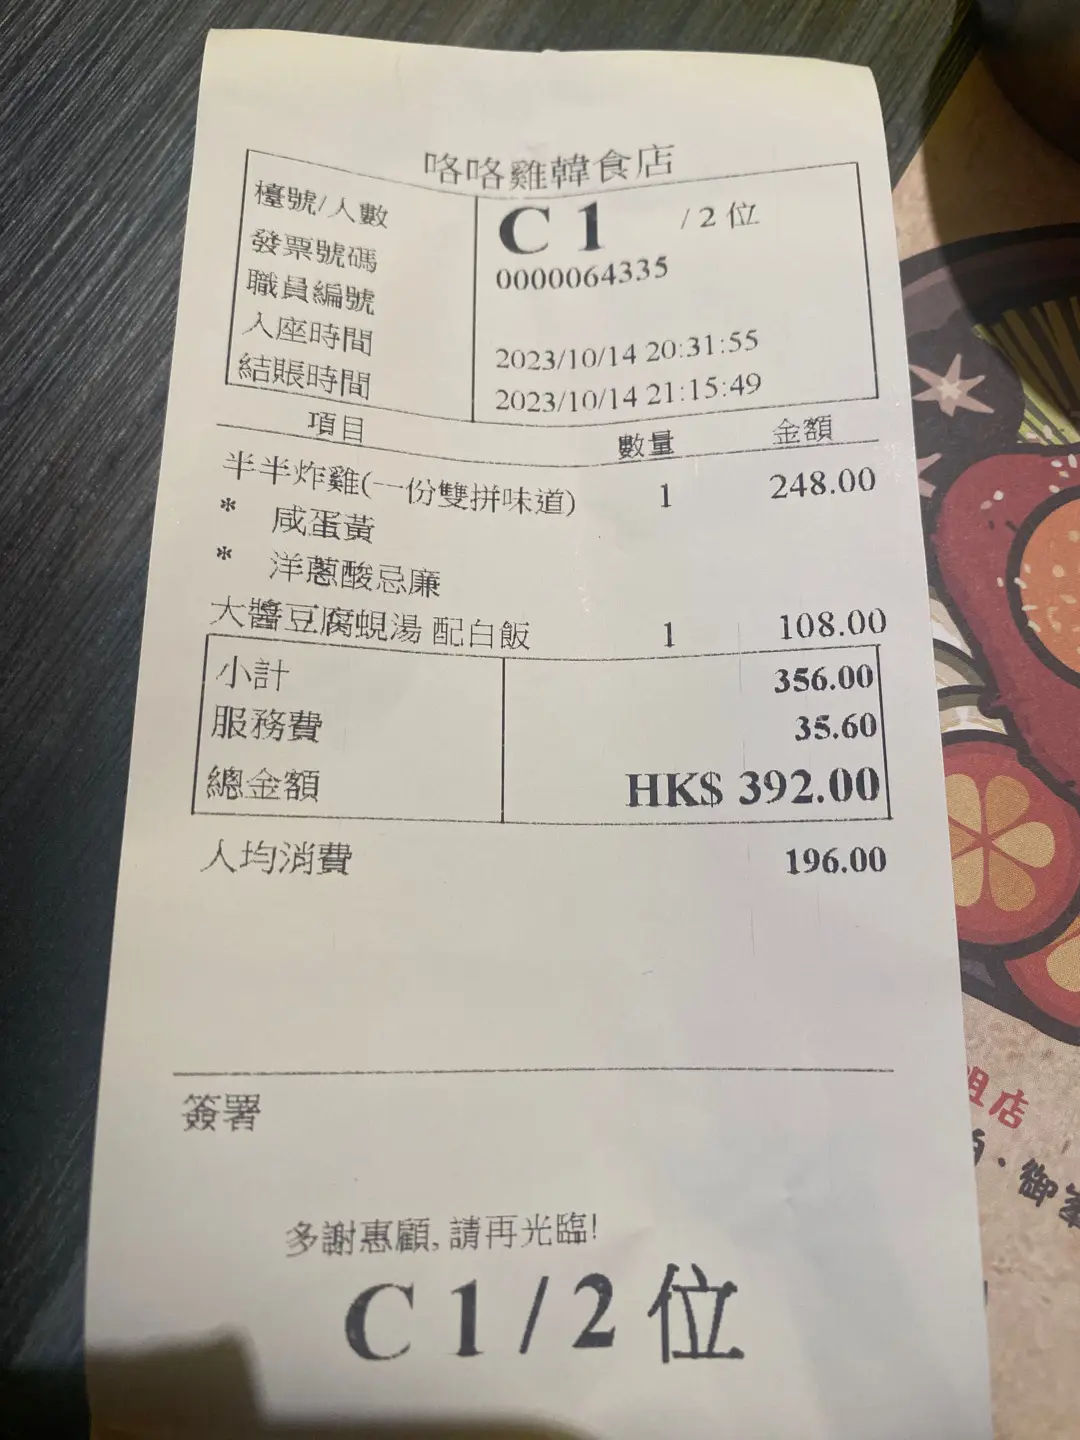 咯咯雞韓食店
檯號/人數 C 1 / 2 位
發票號碼 0000064335
職員編號
入座時間 2023/10/14 20:31:55
結賬時間 2023/10/14 21:15:49
項目 數量 金額
半半炸雞(一份雙拼味道) 1 248.00
* 咸蛋黃
* 洋蔥酸忌廉
大醬豆腐蜆湯 配白飯 1 108.00
小計 356.00
服務費 35.60
總金額 HK$ 392.00
人均消費 196.00
簽署
多謝惠顧, 請再光臨!
C 1 / 2 位
店
御